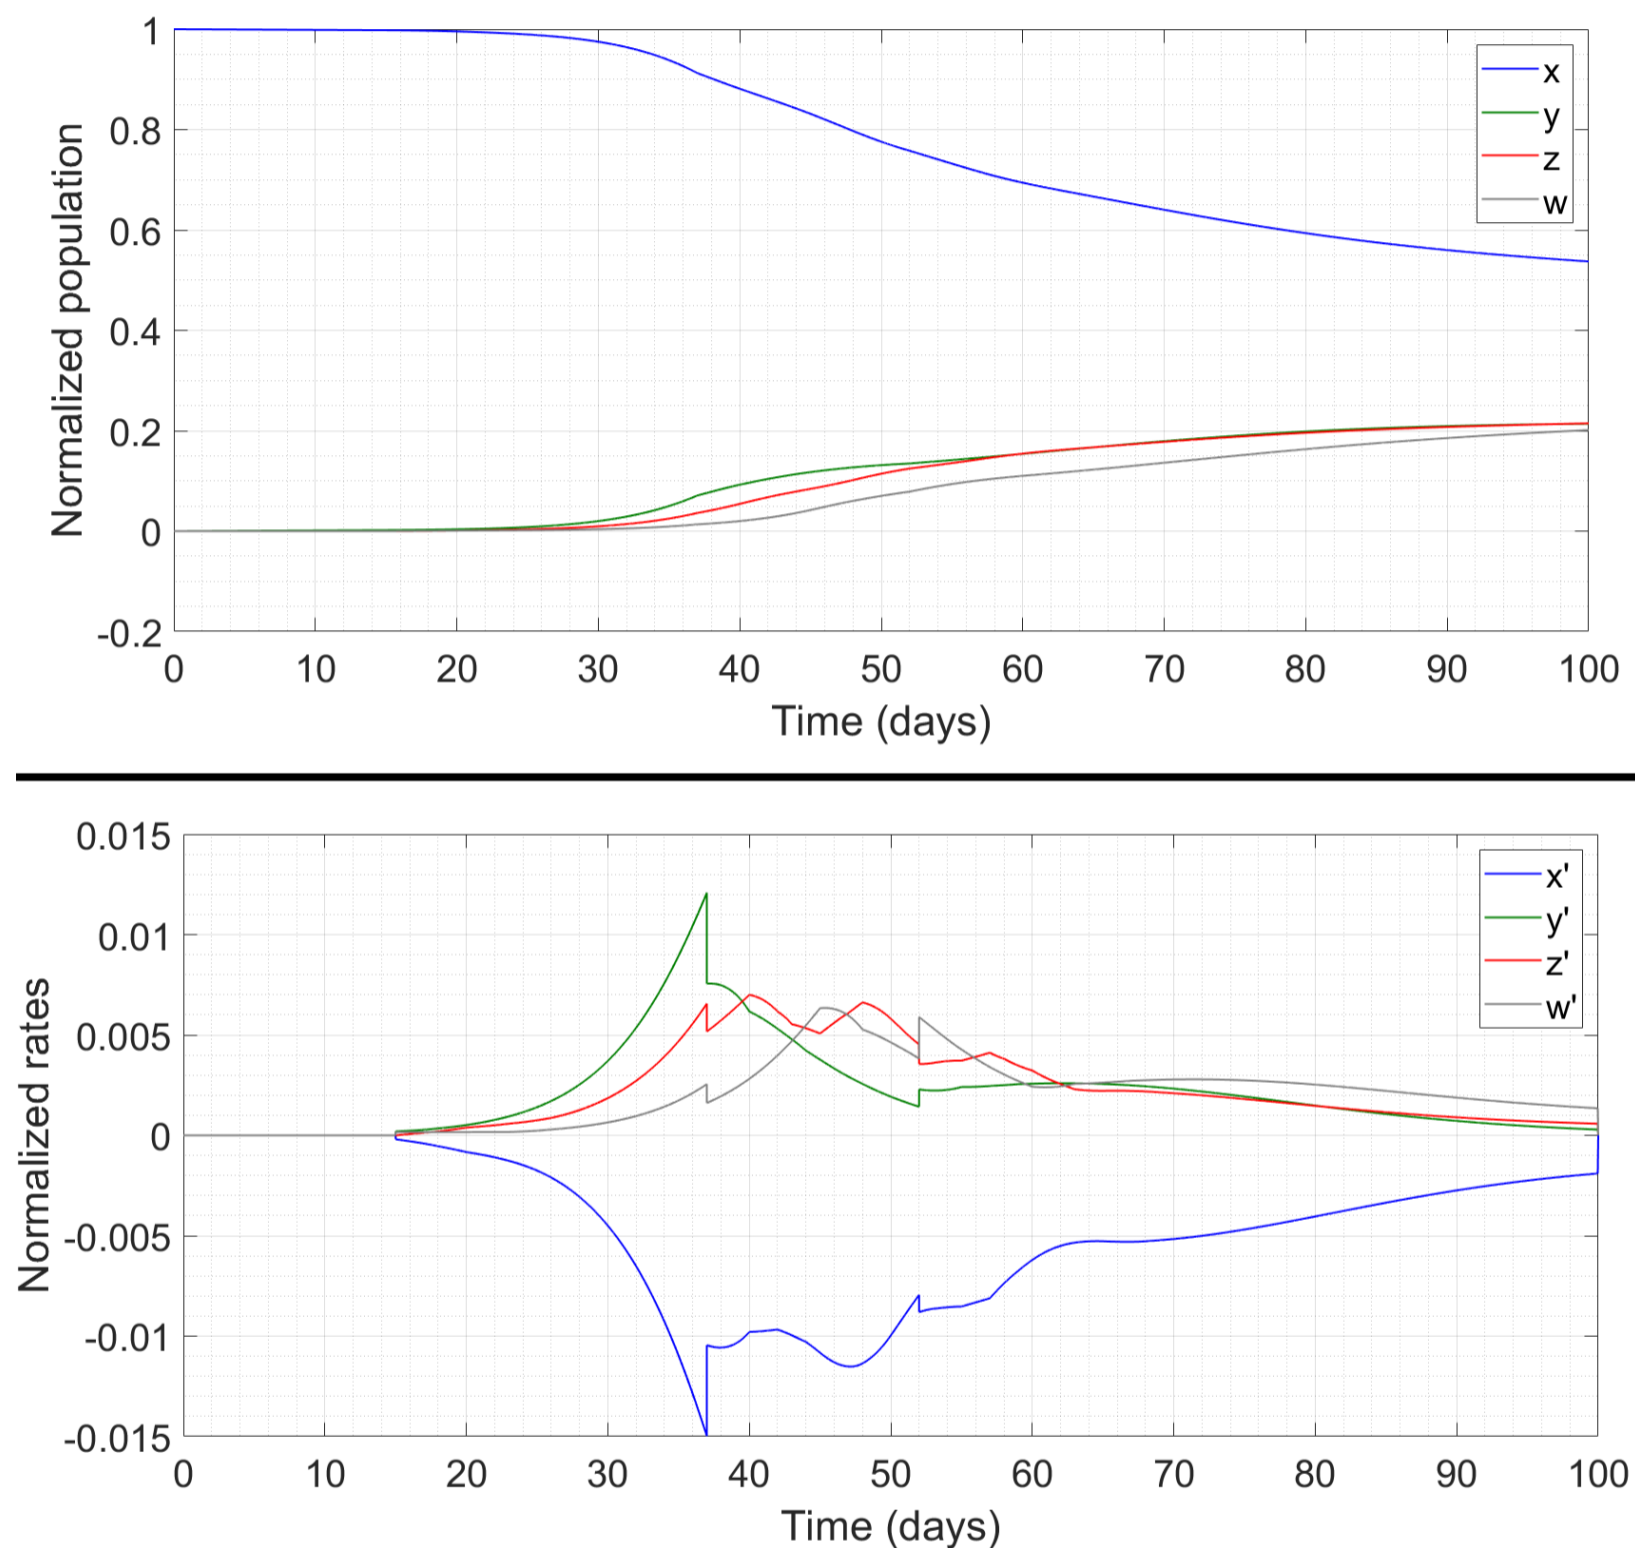 Normalized population
1
0.8
0.6
0.4
0.2
0
-0.2
x
y
z
w
0 10 20 30 40 50 60 70 80 90 100
Time (days)
Normalized rates
0.015
0.01
0.005
0
-0.005
-0.01
-0.015
x'
y'
z'
w'
0 10 20 30 40 50 60 70 80 90 100
Time (days)